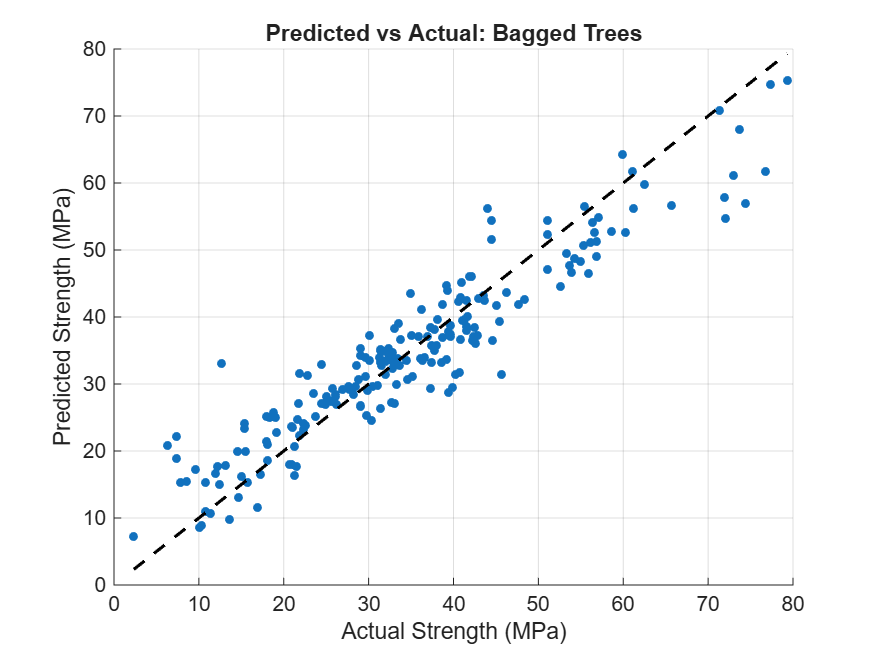 Predicted vs Actual: Bagged Trees
80
70
60
50
40
30
20
10
0
Predicted Strength (MPa)
0 10 20 30 40 50 60 70 80
Actual Strength (MPa)